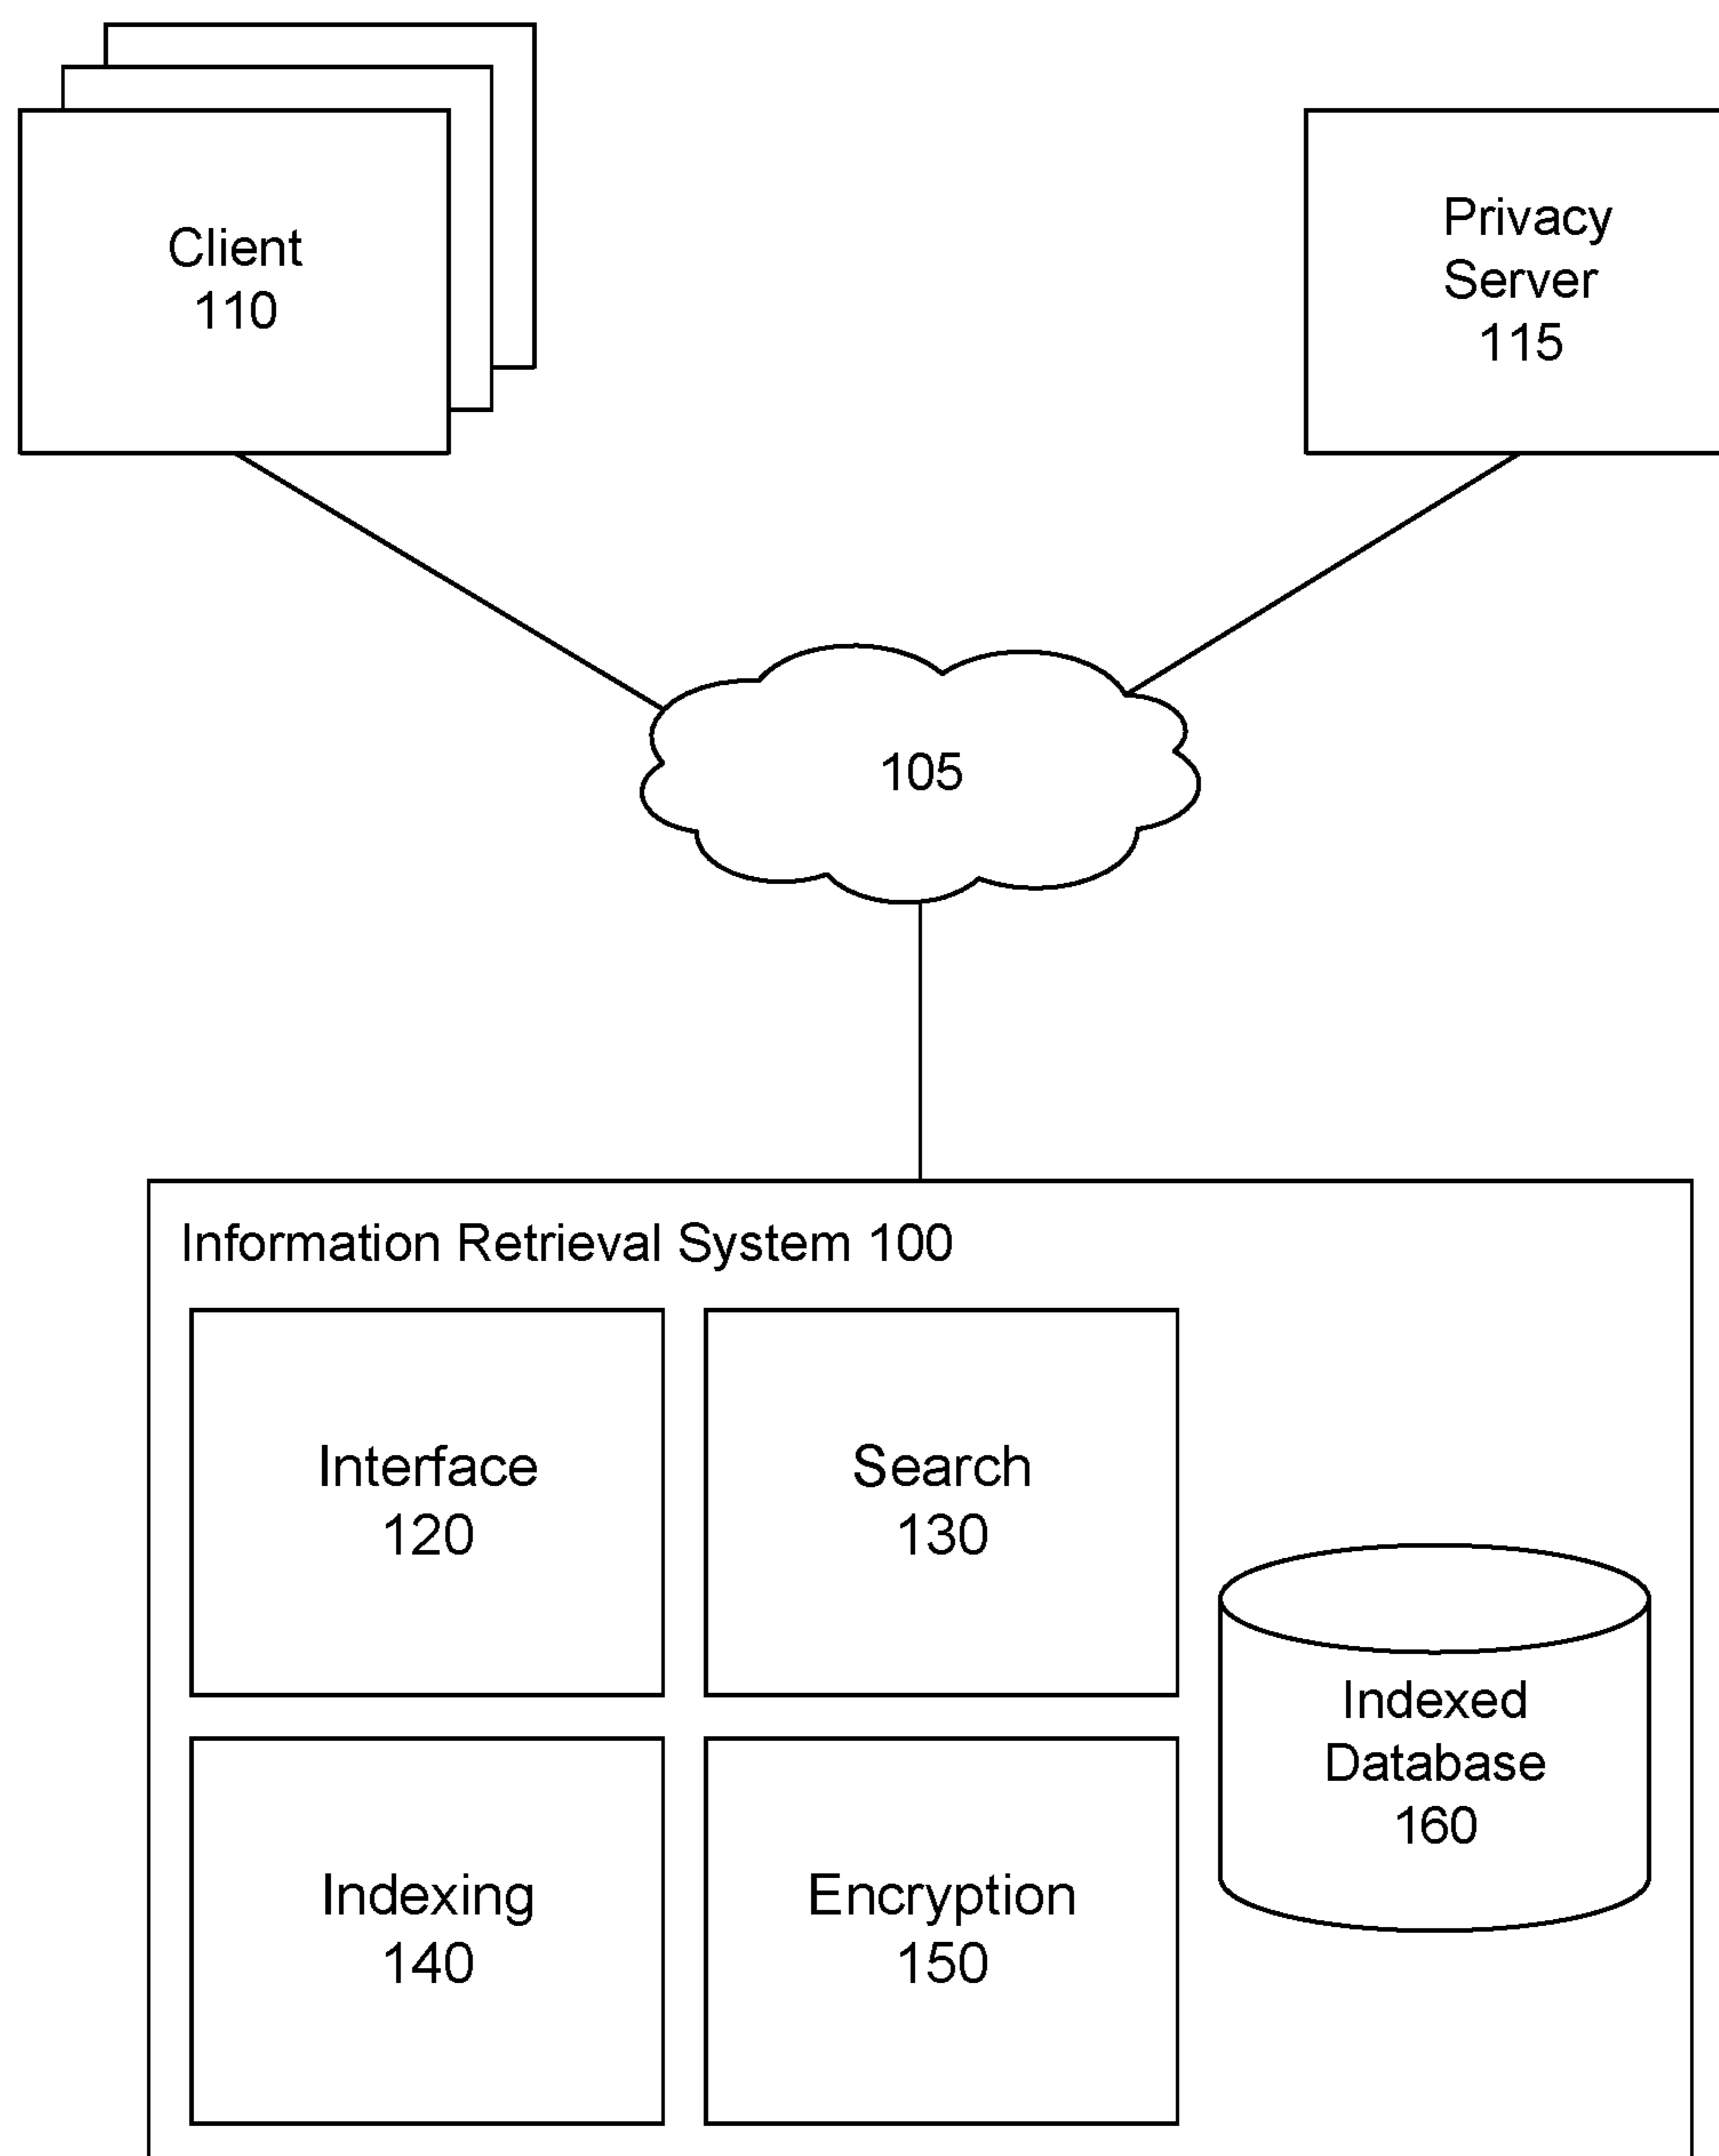 Client
110
Privacy
Server
115
105
Information Retrieval System 100
Interface
120
Search
130
Indexing
140
Encryption
150
Indexed
Database
160